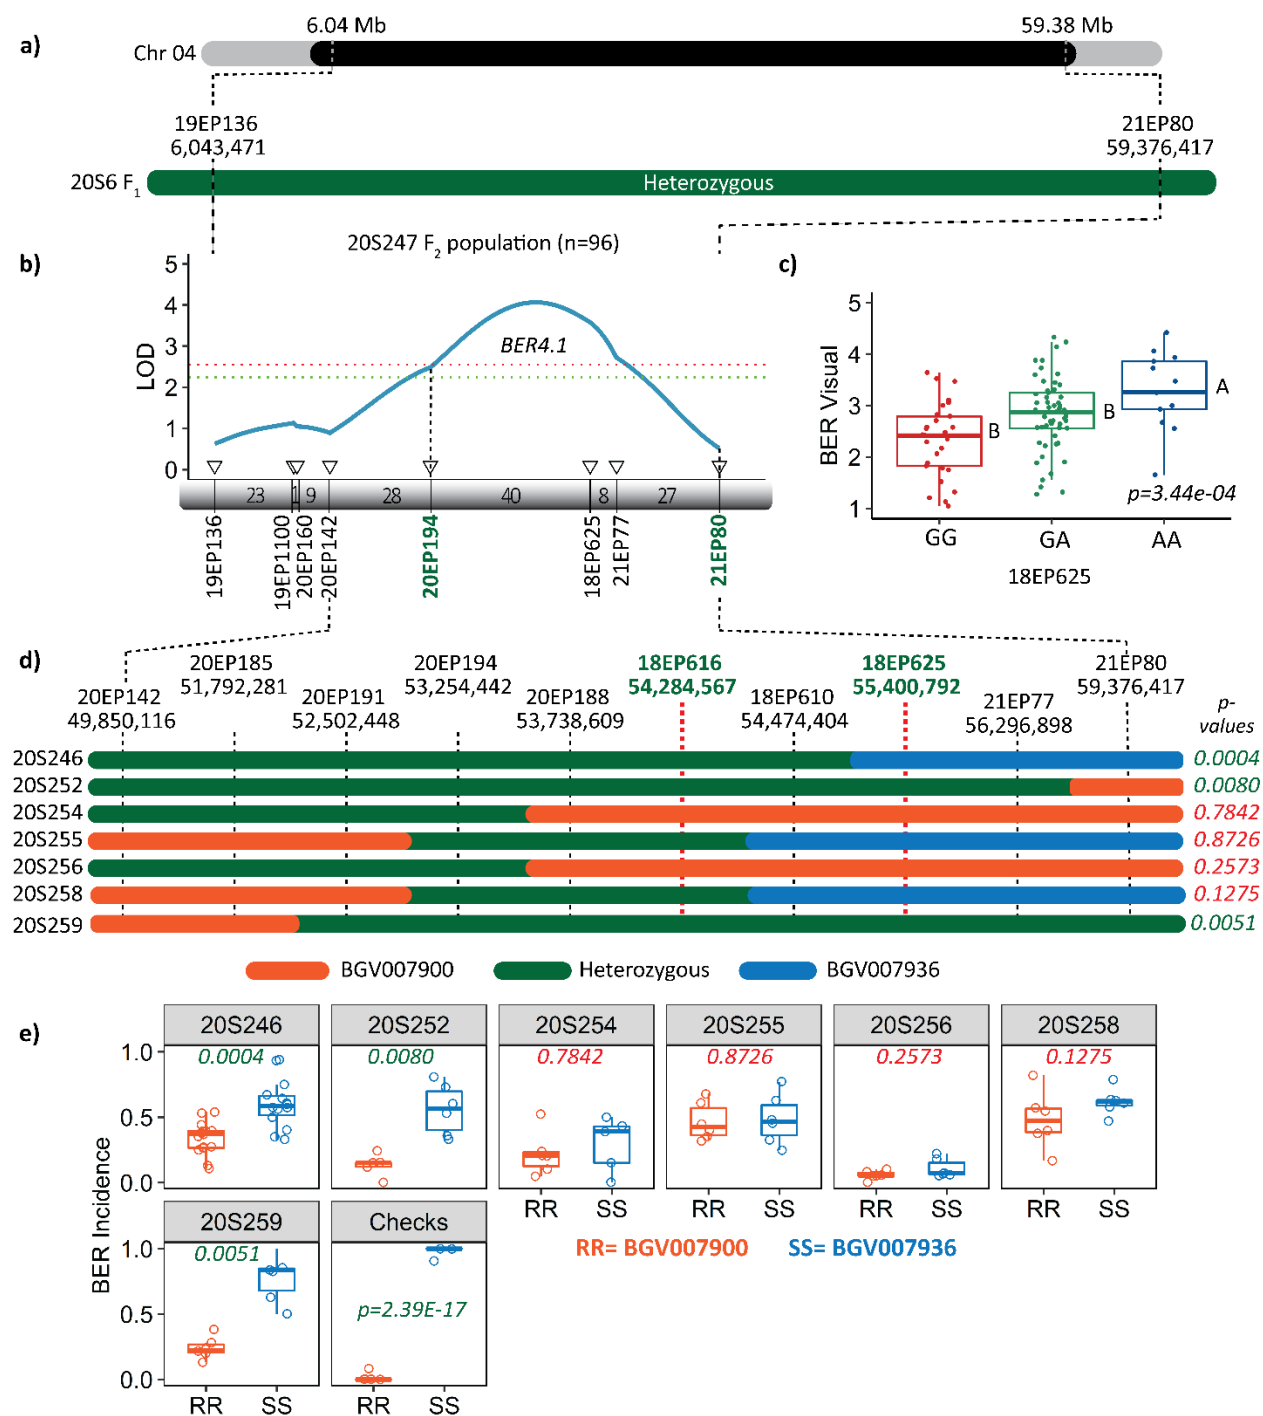 a)
6.04 Mb
59.38 Mb
Chr 04
19EP136
6,043,471
21EP80
59,376,417
20S6 F1
Heterozygous
20S247 F2 population (n=96)
b)
5
4
3
2
1
0
LOD
BER4.1
23
1
9
28
40
8
27
19EP136
19EP1100
20EP160
20EP142
20EP194
18EP625
21EP77
21EP80
c)
5
4
3
2
1
BER Visual
B
B
A
p=3.44e-04
GG
GA
AA
18EP625
d)
20EP142
49,850,116
20EP185
51,792,281
20EP191
52,502,448
20EP194
53,254,442
20EP188
53,738,609
18EP616
54,284,567
18EP610
54,474,404
18EP625
55,400,792
21EP77
56,296,898
21EP80
59,376,417
p-
values
20S246 0.0004
20S252 0.0080
20S254 0.7842
20S255 0.8726
20S256 0.2573
20S258 0.1275
20S259 0.0051
BGV007900
Heterozygous
BGV007936
e)
BER Incidence
20S246
0.0004
20S252
0.0080
20S254
0.7842
20S255
0.8726
20S256
0.2573
20S258
0.1275
1.0
0.5
0.0
RR SS
RR SS
RR SS
RR SS
RR= BGV007900
SS= BGV007936
20S259
0.0051
Checks
p=2.39E-17
1.0
0.5
0.0
RR SS
RR SS